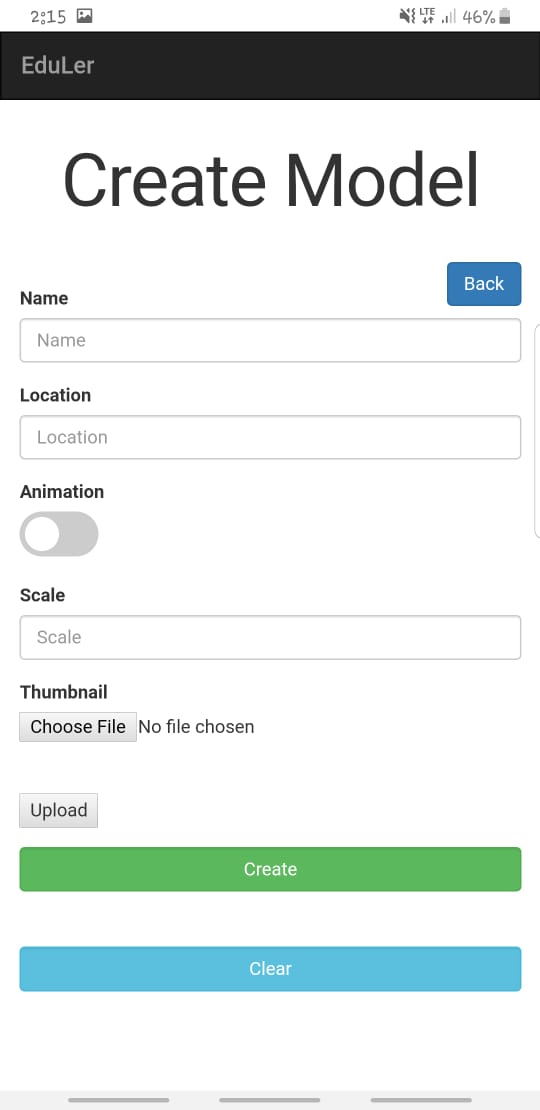 2:15 LTE 46%
EduLer
Create Model
Back
Name
Name
Location
Location
Animation
Scale
Scale
Thumbnail
Choose File No file chosen
Upload
Create
Clear